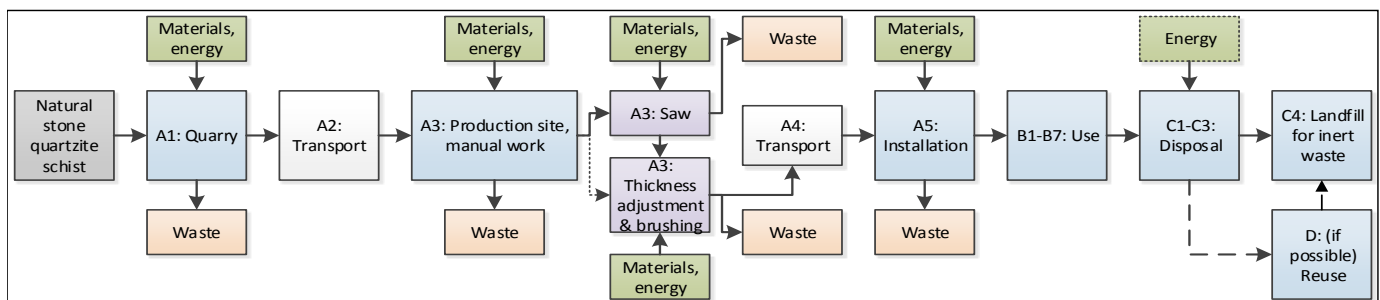 Materials,
energy
Materials,
energy
Materials,
energy
Waste
Materials,
energy
Energy
Natural
stone
quartzite
schist
A1: Quarry
A2:
Transport
A3: Production site,
manual work
A3: Saw
A3:
Thickness
adjustment
& brushing
A4:
Transport
A5:
Installation
B1-B7: Use
C1-C3:
Disposal
C4: Landfill
for inert
waste
Waste
Waste
Waste
Waste
D: (if
possible)
Reuse
Materials,
energy